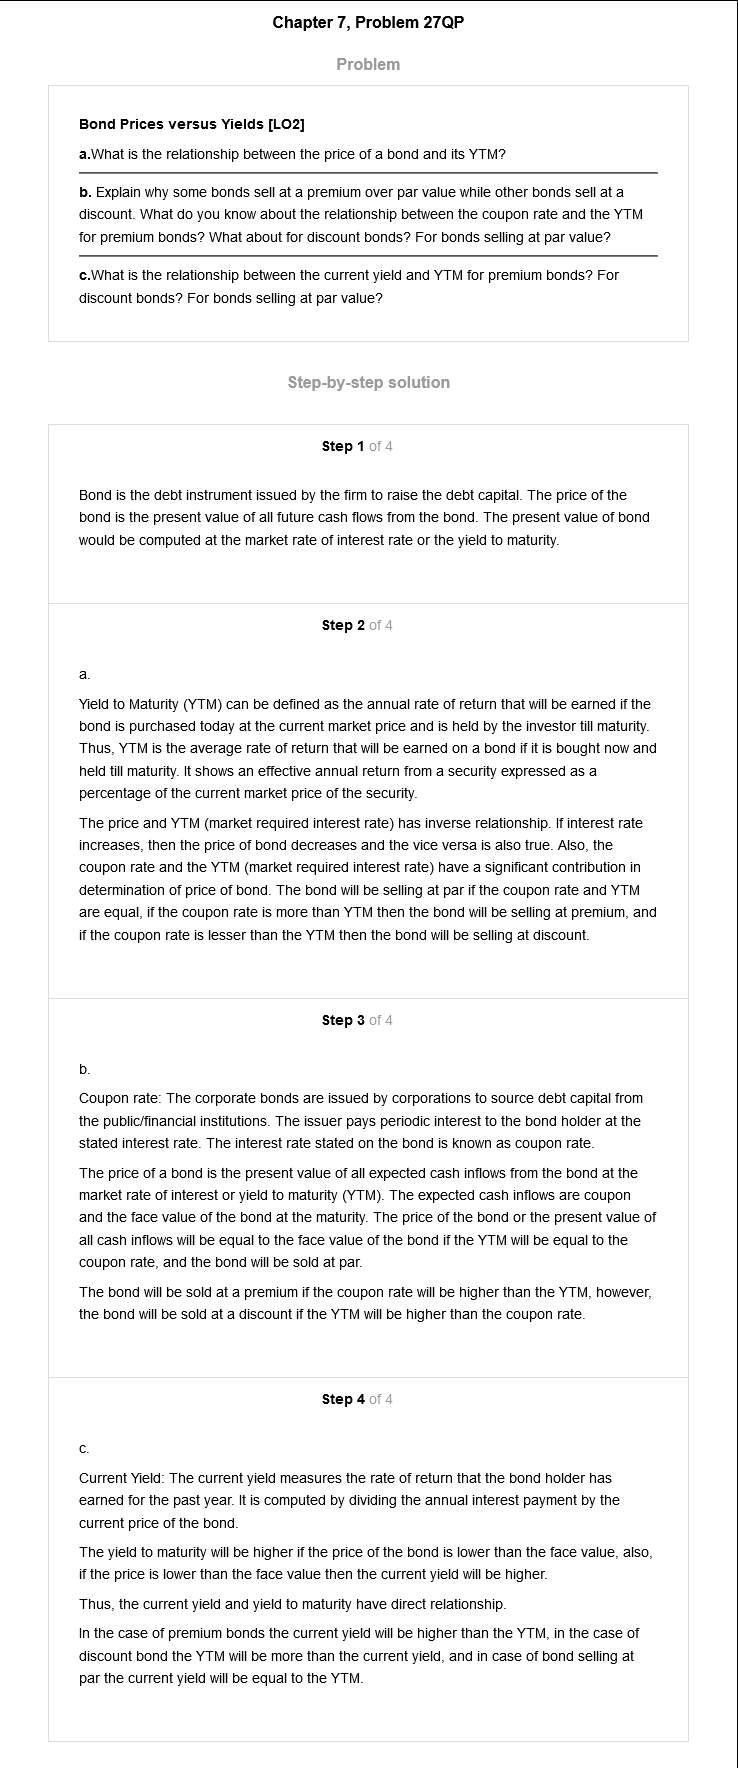 Chapter 7, Problem 27QP
Problem
Bond Prices versus Yields [LO2]
a.What is the relationship between the price of a bond and its YTM?
b. Explain why some bonds sell at a premium over par value while other bonds sell at a
discount. What do you know about the relationship between the coupon rate and the YTM
for premium bonds? What about for discount bonds? For bonds selling at par value?
c.What is the relationship between the current yield and YTM for premium bonds? For
discount bonds? For bonds selling at par value?
Step-by-step solution
Step 1 of 4
Bond is the debt instrument issued by the firm to raise the debt capital. The price of the
bond is the present value of all future cash flows from the bond. The present value of bond
would be computed at the market rate of interest rate or the yield to maturity.
Step 2 of 4
a.
Yield to Maturity (YTM) can be defined as the annual rate of return that will be earned if the
bond is purchased today at the current market price and is held by the investor till maturity.
Thus, YTM is the average rate of return that will be earned on a bond if it is bought now and
held till maturity. It shows an effective annual return from a security expressed as a
percentage of the current market price of the security.
The price and YTM (market required interest rate) has inverse relationship. If interest rate
increases, then the price of bond decreases and the vice versa is also true. Also, the
coupon rate and the YTM (market required interest rate) have a significant contribution in
determination of price of bond. The bond will be selling at par if the coupon rate and YTM
are equal, if the coupon rate is more than YTM then the bond will be selling at premium, and
if the coupon rate is lesser than the YTM then the bond will be selling at discount.
Step 3 of 4
b.
Coupon rate: The corporate bonds are issued by corporations to source debt capital from
the public/financial institutions. The issuer pays periodic interest to the bond holder at the
stated interest rate. The interest rate stated on the bond is known as coupon rate.
The price of a bond is the present value of all expected cash inflows from the bond at the
market rate of interest or yield to maturity (YTM). The expected cash inflows are coupon
and the face value of the bond at the maturity. The price of the bond or the present value of
all cash inflows will be equal to the face value of the bond if the YTM will be equal to the
coupon rate, and the bond will be sold at par.
The bond will be sold at a premium if the coupon rate will be higher than the YTM, however,
the bond will be sold at a discount if the YTM will be higher than the coupon rate.
Step 4 of 4
c.
Current Yield: The current yield measures the rate of return that the bond holder has
earned for the past year. It is computed by dividing the annual interest payment by the
current price of the bond.
The yield to maturity will be higher if the price of the bond is lower than the face value, also,
if the price is lower than the face value then the current yield will be higher.
Thus, the current yield and yield to maturity have direct relationship.
In the case of premium bonds the current yield will be higher than the YTM, in the case of
discount bond the YTM will be more than the current yield, and in case of bond selling at
par the current yield will be equal to the YTM.